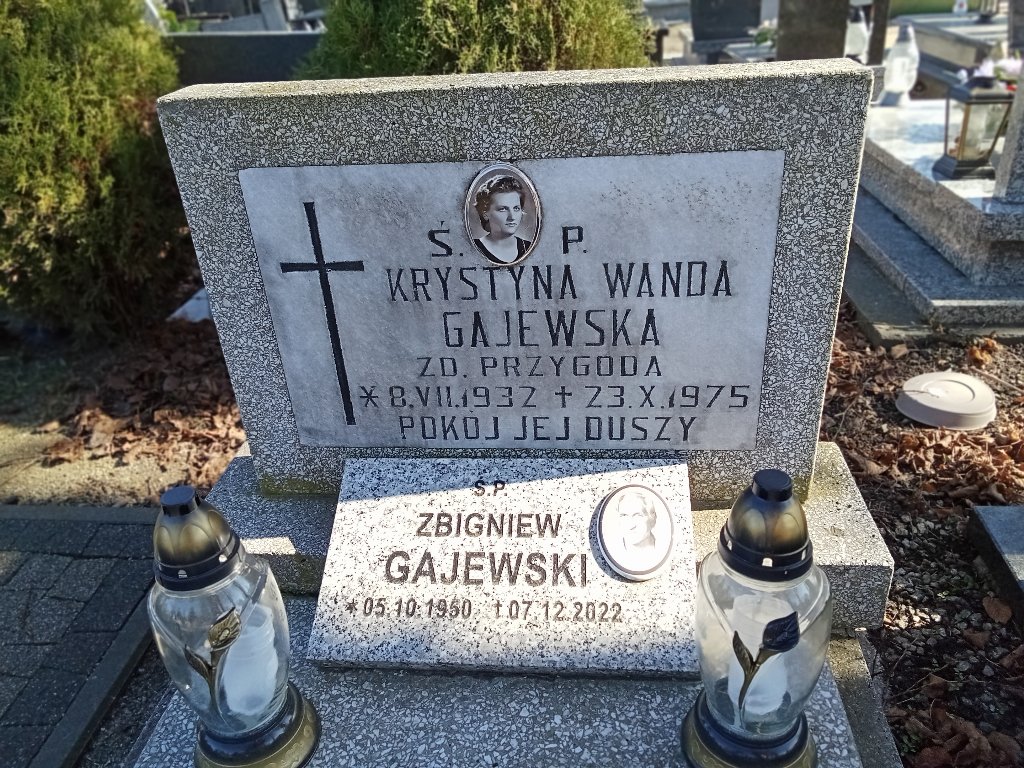 Ś. P.
KRYSTYNA WANDA
GAJEWSKA
ZD. PRZYGODA
* 8.VII.1932 + 23.X.1975
POKÓJ JEJ DUSZY
Ś.P.
ZBIGNIEW
GAJEWSKI
*05.10.1950 †07.12.2022